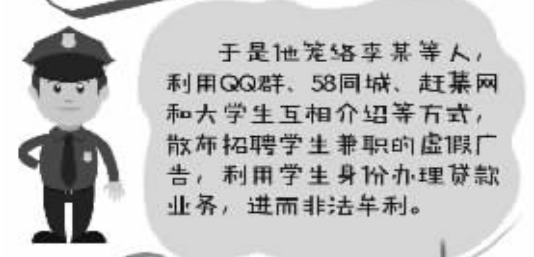 于是他笼络李某等人，
利用QQ群、58同城、赶集网
和大学生互相介绍等方式，
散布招聘学生兼职的虚假广
告，利用学生身份办理贷款
业务，进而非法牟利。